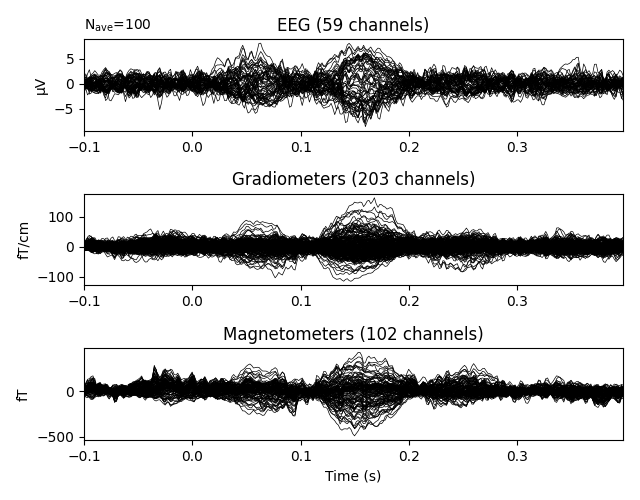 Nave=100
EEG (59 channels)
µV
5
0
−5
−0.1 0.0 0.1 0.2 0.3
Gradiometers (203 channels)
fT/cm
100
0
−100
−0.1 0.0 0.1 0.2 0.3
Magnetometers (102 channels)
fT
0
−500
−0.1 0.0 0.1 0.2 0.3
Time (s)